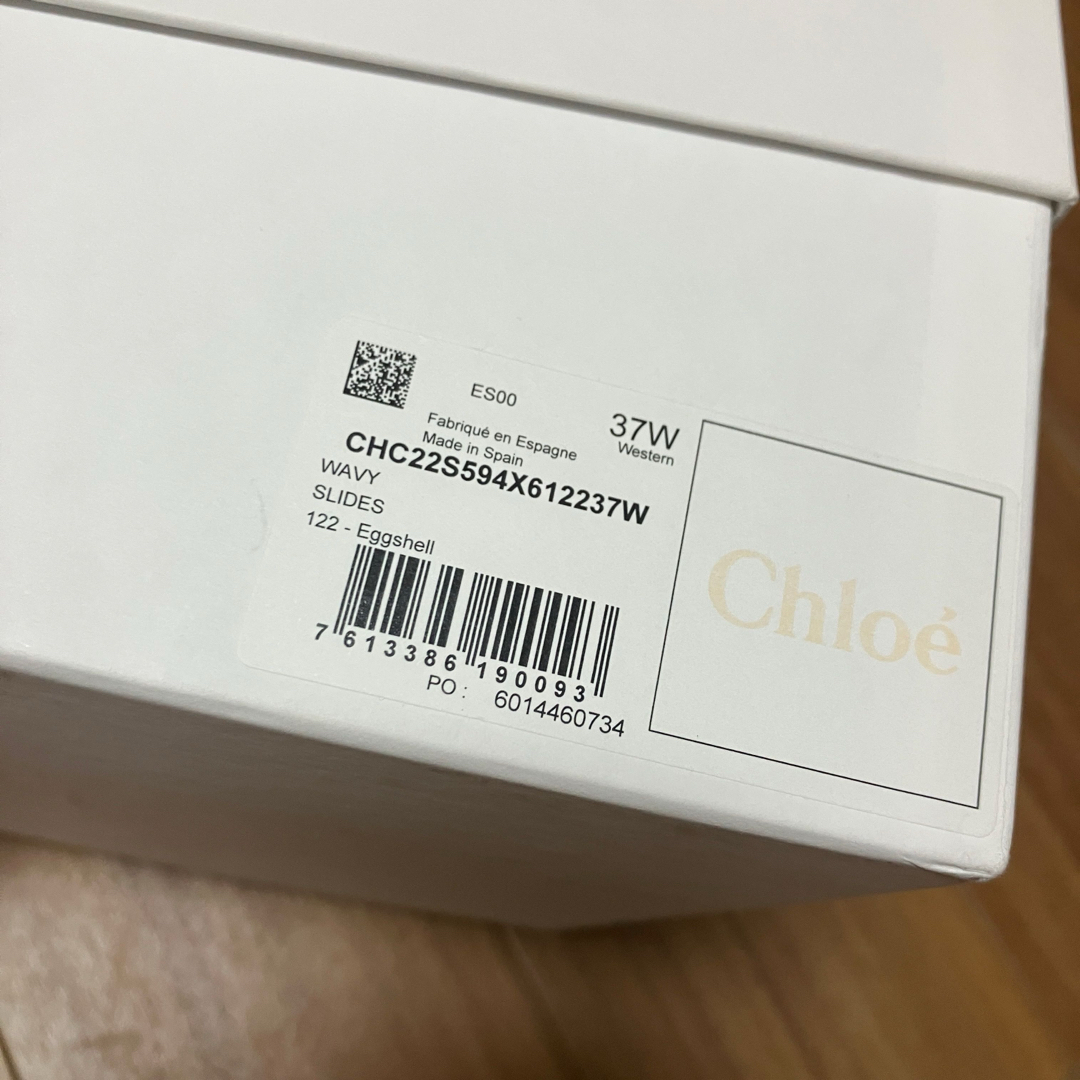 ES00
37W
Western
Fabriqué en Espagne
Made in Spain
CHC22S594X612237W
WAVY
SLIDES
122 - Eggshell
7 613386 190093
PO : 6014460734
Chloé